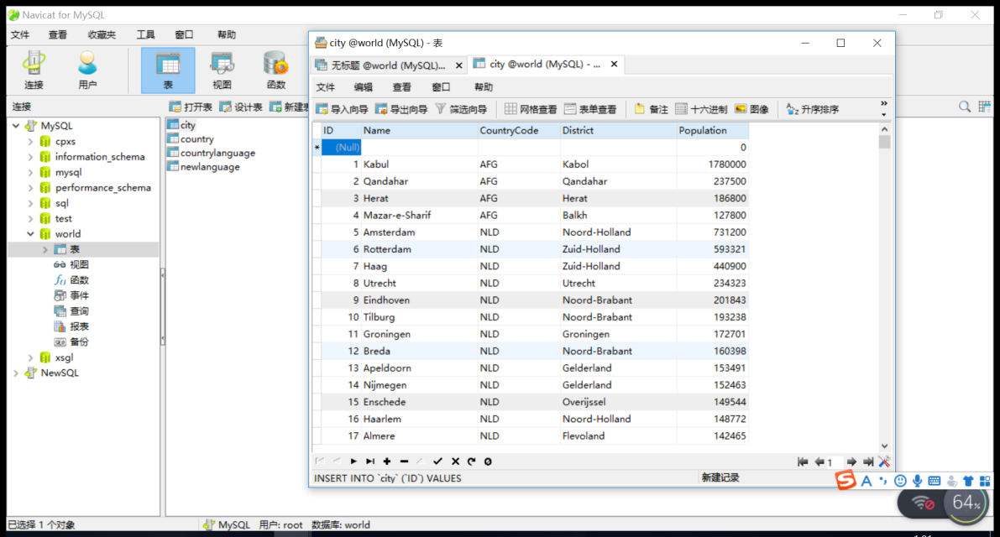 Navicat for MySQL
文件 查看 收藏夹 工具 窗口 帮助
连接 用户 表 视图 函数
连接
打开表 设计表 新建表
MySQL
cpxs
information_schema
mysql
performance_schema
sql
test
world
表
视图
函数
事件
查询
报表
备份
xsgl
NewSQL
city
country
countrylanguage
newlanguage
city @world (MySQL) - 表
无标题 @world (MySQL)... city @world (MySQL) - ...
文件 编辑 查看 窗口 帮助
导入向导 导出向导 筛选向导 网格查看 表单查看 备注 十六进制 图像 升序排序
ID Name CountryCode District Population
(Null) 0
1 Kabul AFG Kabol 1780000
2 Qandahar AFG Qandahar 237500
3 Herat AFG Herat 186800
4 Mazar-e-Sharif AFG Balkh 127800
5 Amsterdam NLD Noord-Holland 731200
6 Rotterdam NLD Zuid-Holland 593321
7 Haag NLD Zuid-Holland 440900
8 Utrecht NLD Utrecht 234323
9 Eindhoven NLD Noord-Brabant 201843
10 Tilburg NLD Noord-Brabant 193238
11 Groningen NLD Groningen 172701
12 Breda NLD Noord-Brabant 160398
13 Apeldoorn NLD Gelderland 153491
14 Nijmegen NLD Gelderland 152463
15 Enschede NLD Overijssel 149544
16 Haarlem NLD Noord-Holland 148772
17 Almere NLD Flevoland 142465
1
INSERT INTO `city` (`ID`) VALUES 新建记录
64%
已选择 1 个对象 MySQL 用户: root 数据库: world